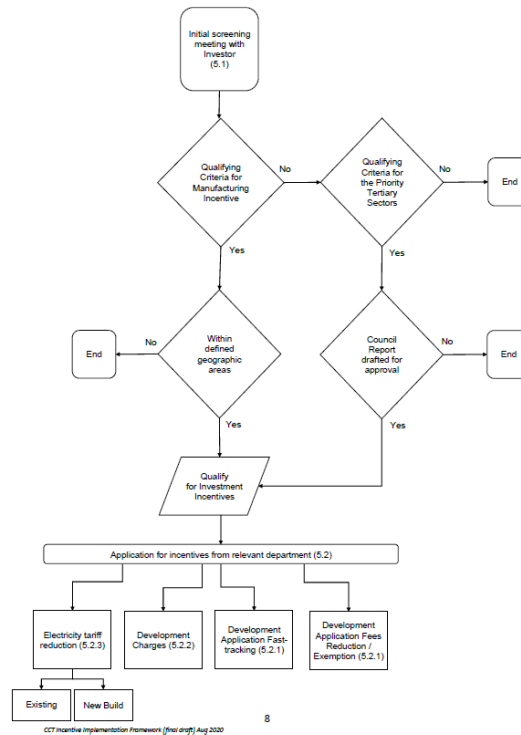 Initial screening
meeting with
Investor
(5.1)
Qualifying
Criteria for
Manufacturing
Incentive
No
Qualifying
Criteria for
the Priority
Tertiary
Sectors
No
End
Yes
Yes
End
No
Within
defined
geographic
areas
Council
Report
drafted for
approval
No
End
Yes
Yes
Qualify
for Investment
Incentives
Application for incentives from relevant department (5.2)
Electricity tariff
reduction (5.2.3)
Development
Charges (5.2.2)
Development
Application Fast-
tracking (5.2.1)
Development
Application Fees
Reduction /
Exemption (5.2.1)
Existing
New Build
8
CCT Incentive Implementation Framework (final draft) Aug 2020